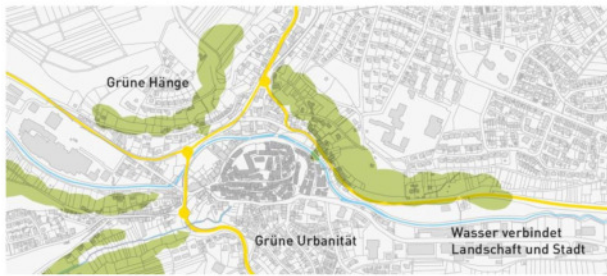 Grüne Hänge
Grüne Urbanität
Wasser verbindet
Landschaft und Stadt